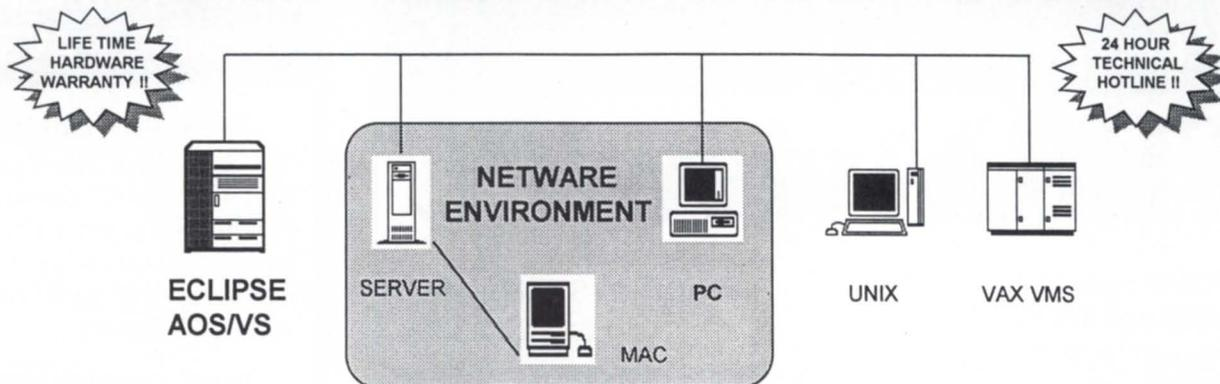 LIFE TIME
HARDWARE
WARRANTY !!
24 HOUR
TECHNICAL
HOTLINE !!
NETWARE
ENVIRONMENT
ECLIPSE
AOS/VS
SERVER
MAC
PC
UNIX
VAX VMS